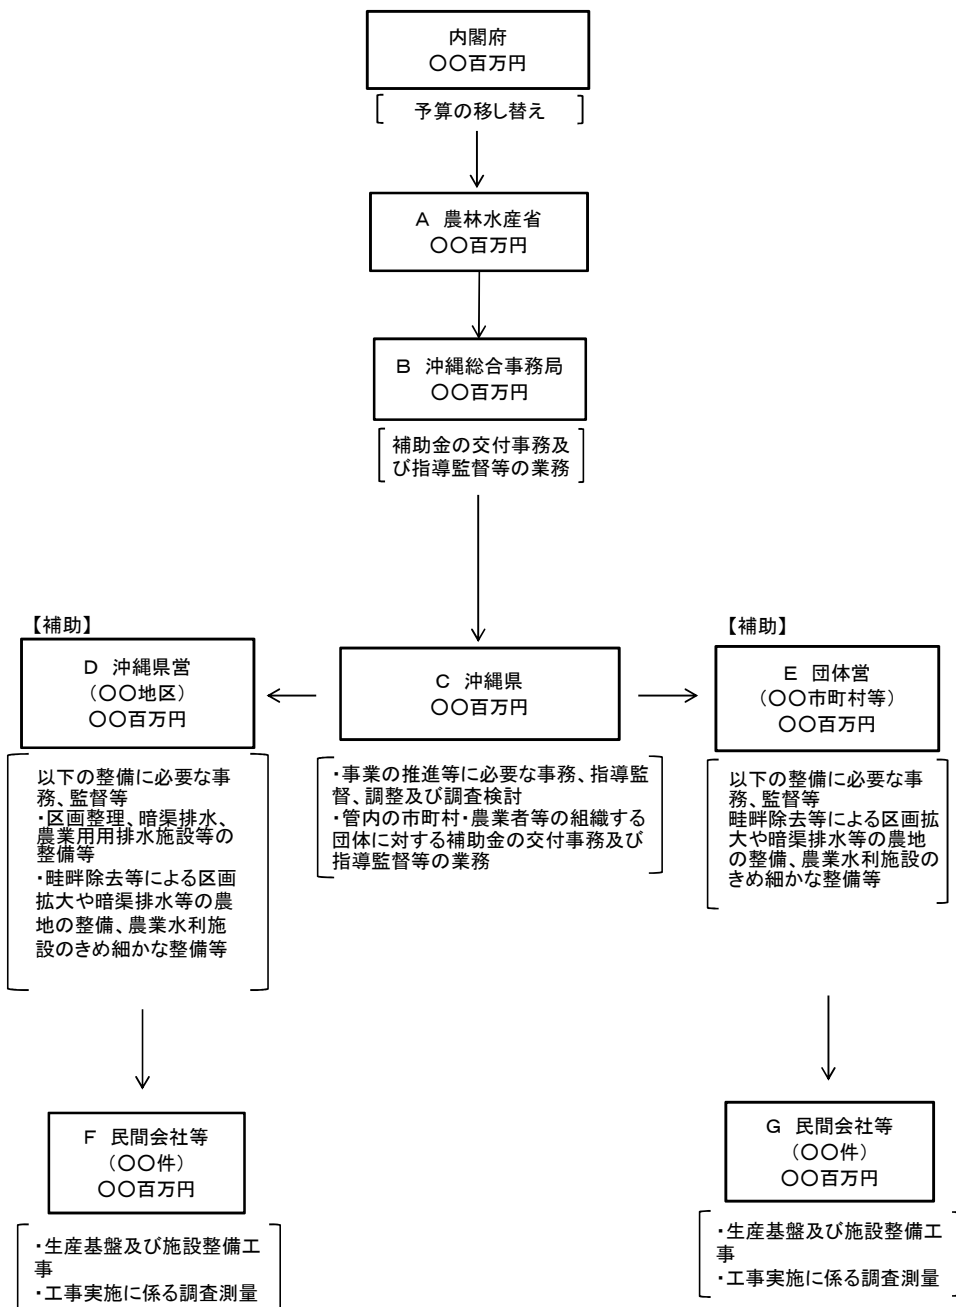 内閣府
〇〇百万円
予算の移し替え
A 農林水産省
〇〇百万円
B 沖縄総合事務局
〇〇百万円
補助金の交付事務及
び指導監督等の業務
【補助】
D 沖縄県営
(〇〇地区)
〇〇百万円
以下の整備に必要な事
務、監督等
・区画整理、暗渠排水、
農業用用排水施設等の
整備等
・畦畔除去等による区画
拡大や暗渠排水等の農
地の整備、農業水利施
設のきめ細かな整備等
C 沖縄県
〇〇百万円
・事業の推進等に必要な事務、指導監
督、調整及び調査検討
・管内の市町村・農業者等の組織する
団体に対する補助金の交付事務及び
指導監督等の業務
【補助】
E 団体営
(〇〇市町村等)
〇〇百万円
以下の整備に必要な事
務、監督等
畦畔除去等による区画拡
大や暗渠排水等の農地
の整備、農業水利施設の
きめ細かな整備等
F 民間会社等
(〇〇件)
〇〇百万円
・生産基盤及び施設整備工
事
・工事実施に係る調査測量
G 民間会社等
(〇〇件)
〇〇百万円
・生産基盤及び施設整備工
事
・工事実施に係る調査測量